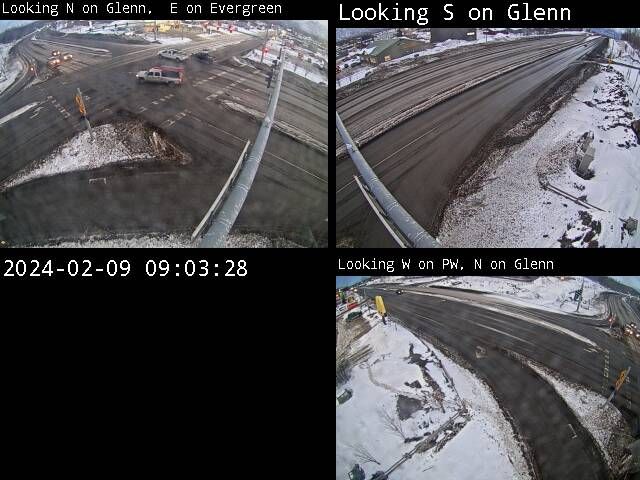 Looking N on Glenn,  E on Evergreen
Looking S on Glenn
2024-02-09 09:03:28
Looking W on PW, N on Glenn